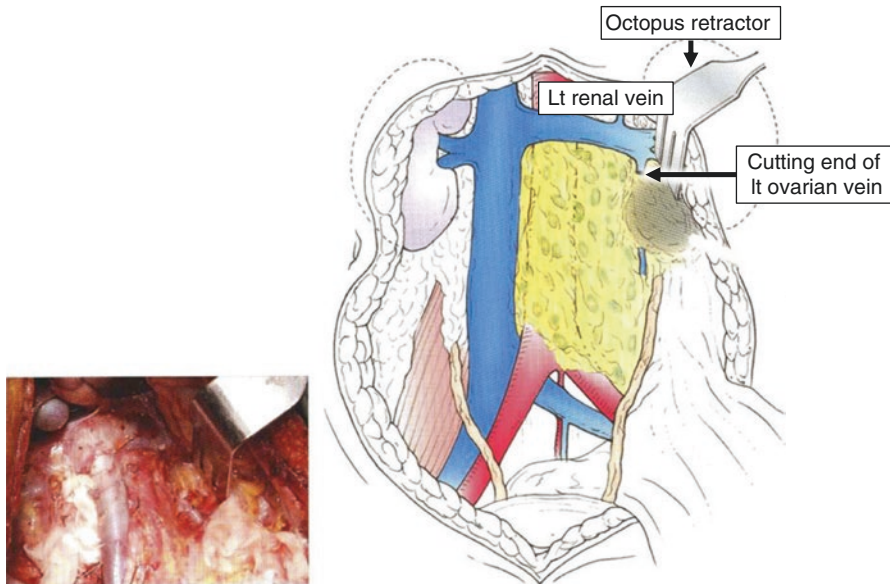 Octopus retractor
Lt renal vein
Cutting end of
lt ovarian vein